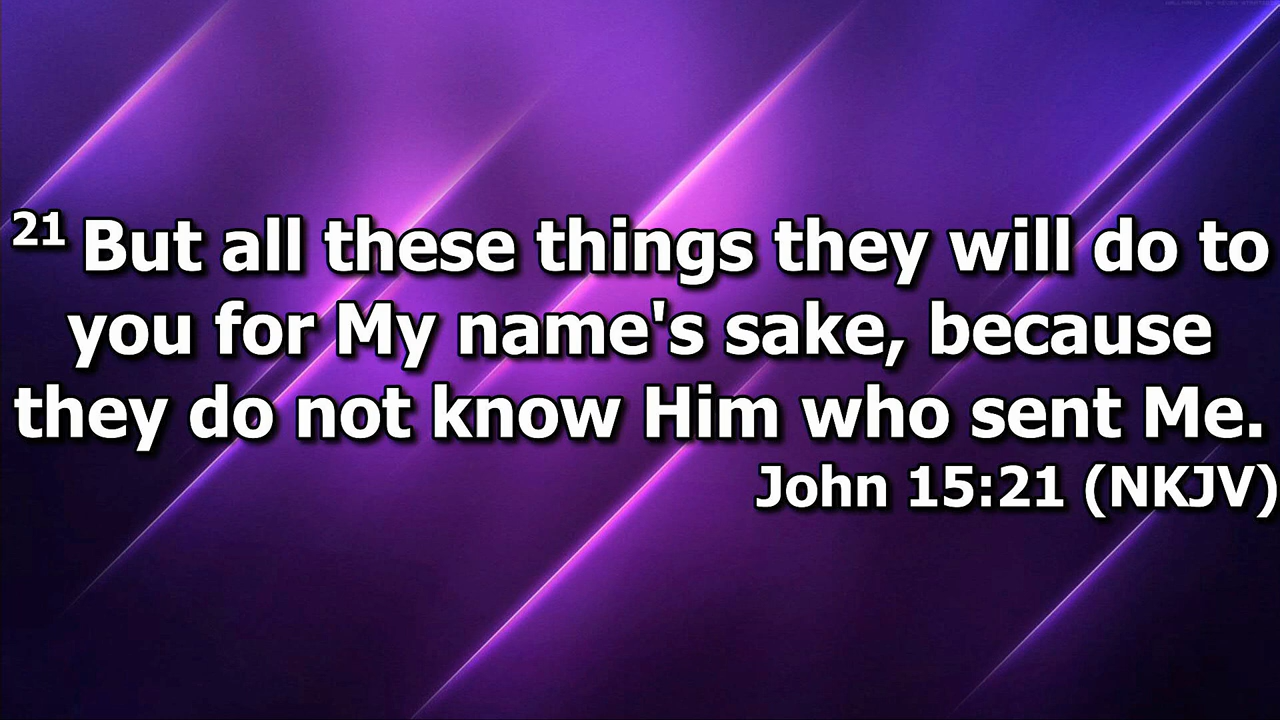 21 But all these things they will do to
you for My name's sake, because
they do not know Him who sent Me.
John 15:21 (NKJV)